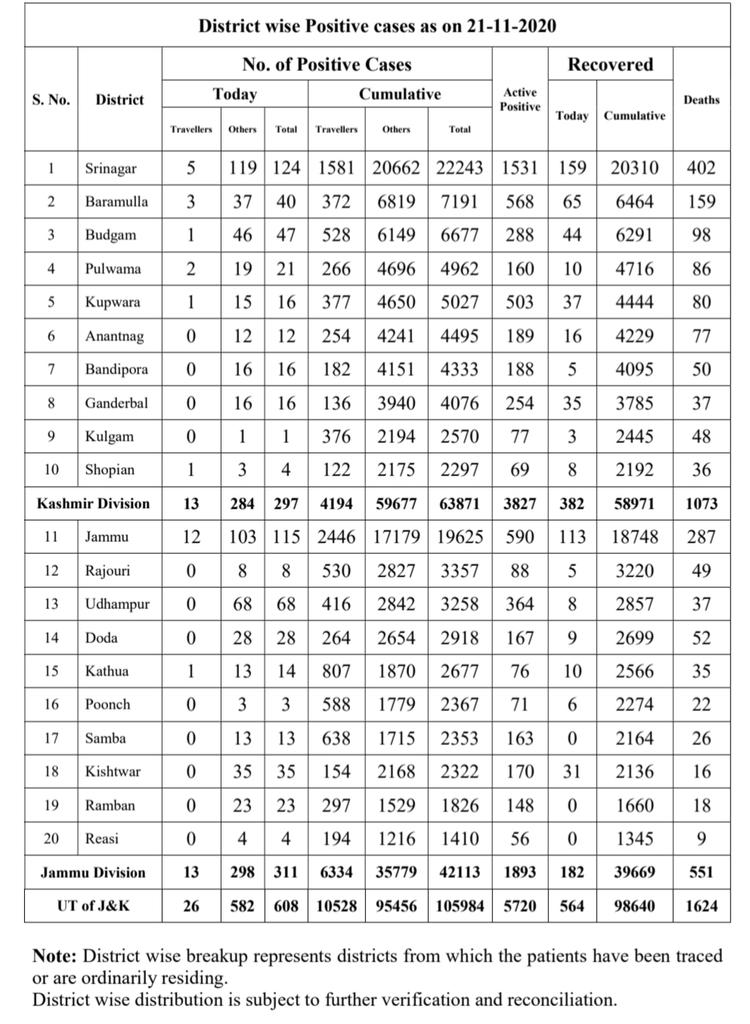 District wise Positive cases as on 21-11-2020
S. No. District No. of Positive Cases Active Positive Recovered Deaths
Today Cumulative Today Cumulative
Travellers Others Total Travellers Others Total
1 Srinagar 5 119 124 1581 20662 22243 1531 159 20310 402
2 Baramulla 3 37 40 372 6819 7191 568 65 6464 159
3 Budgam 1 46 47 528 6149 6677 288 44 6291 98
4 Pulwama 2 19 21 266 4696 4962 160 10 4716 86
5 Kupwara 1 15 16 377 4650 5027 503 37 4444 80
6 Anantnag 0 12 12 254 4241 4495 189 16 4229 77
7 Bandipora 0 16 16 182 4151 4333 188 5 4095 50
8 Ganderbal 0 16 16 136 3940 4076 254 35 3785 37
9 Kulgam 0 1 1 376 2194 2570 77 3 2445 48
10 Shopian 1 3 4 122 2175 2297 69 8 2192 36
Kashmir Division 13 284 297 4194 59677 63871 3827 382 58971 1073
11 Jammu 12 103 115 2446 17179 19625 590 113 18748 287
12 Rajouri 0 8 8 530 2827 3357 88 5 3220 49
13 Udhampur 0 68 68 416 2842 3258 364 8 2857 37
14 Doda 0 28 28 264 2654 2918 167 9 2699 52
15 Kathua 1 13 14 807 1870 2677 76 10 2566 35
16 Poonch 0 3 3 588 1779 2367 71 6 2274 22
17 Samba 0 13 13 638 1715 2353 163 0 2164 26
18 Kishtwar 0 35 35 154 2168 2322 170 31 2136 16
19 Ramban 0 23 23 297 1529 1826 148 0 1660 18
20 Reasi 0 4 4 194 1216 1410 56 0 1345 9
Jammu Division 13 298 311 6334 35779 42113 1893 182 39669 551
UT of J&K 26 582 608 10528 95456 105984 5720 564 98640 1624
Note: District wise breakup represents districts from which the patients have been traced
or are ordinarily residing.
District wise distribution is subject to further verification and reconciliation.